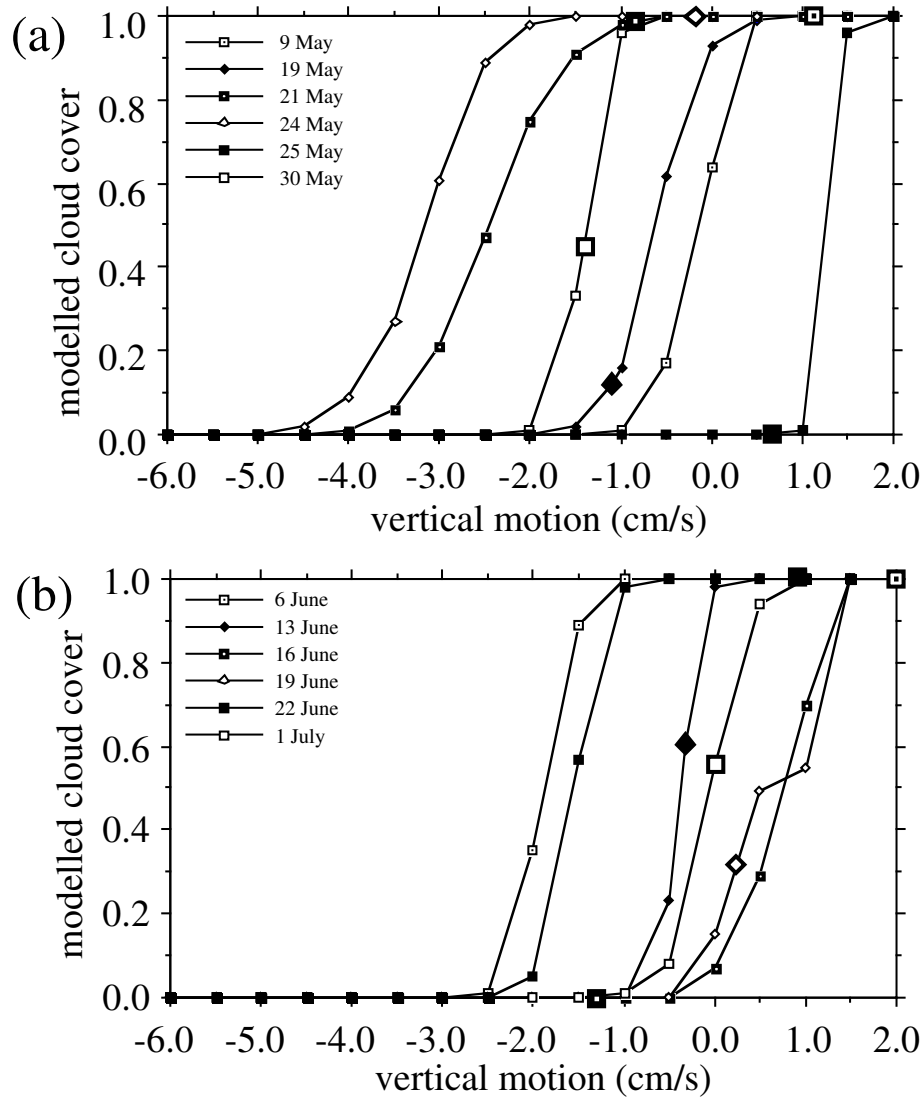 (a)
modelled cloud cover
1.0
0.8
0.6
0.4
0.2
0.0
9 May
19 May
21 May
24 May
25 May
30 May
-6.0 -5.0 -4.0 -3.0 -2.0 -1.0 0.0 1.0 2.0
vertical motion (cm/s)
(b)
modelled cloud cover
1.0
0.8
0.6
0.4
0.2
0.0
6 June
13 June
16 June
19 June
22 June
1 July
-6.0 -5.0 -4.0 -3.0 -2.0 -1.0 0.0 1.0 2.0
vertical motion (cm/s)